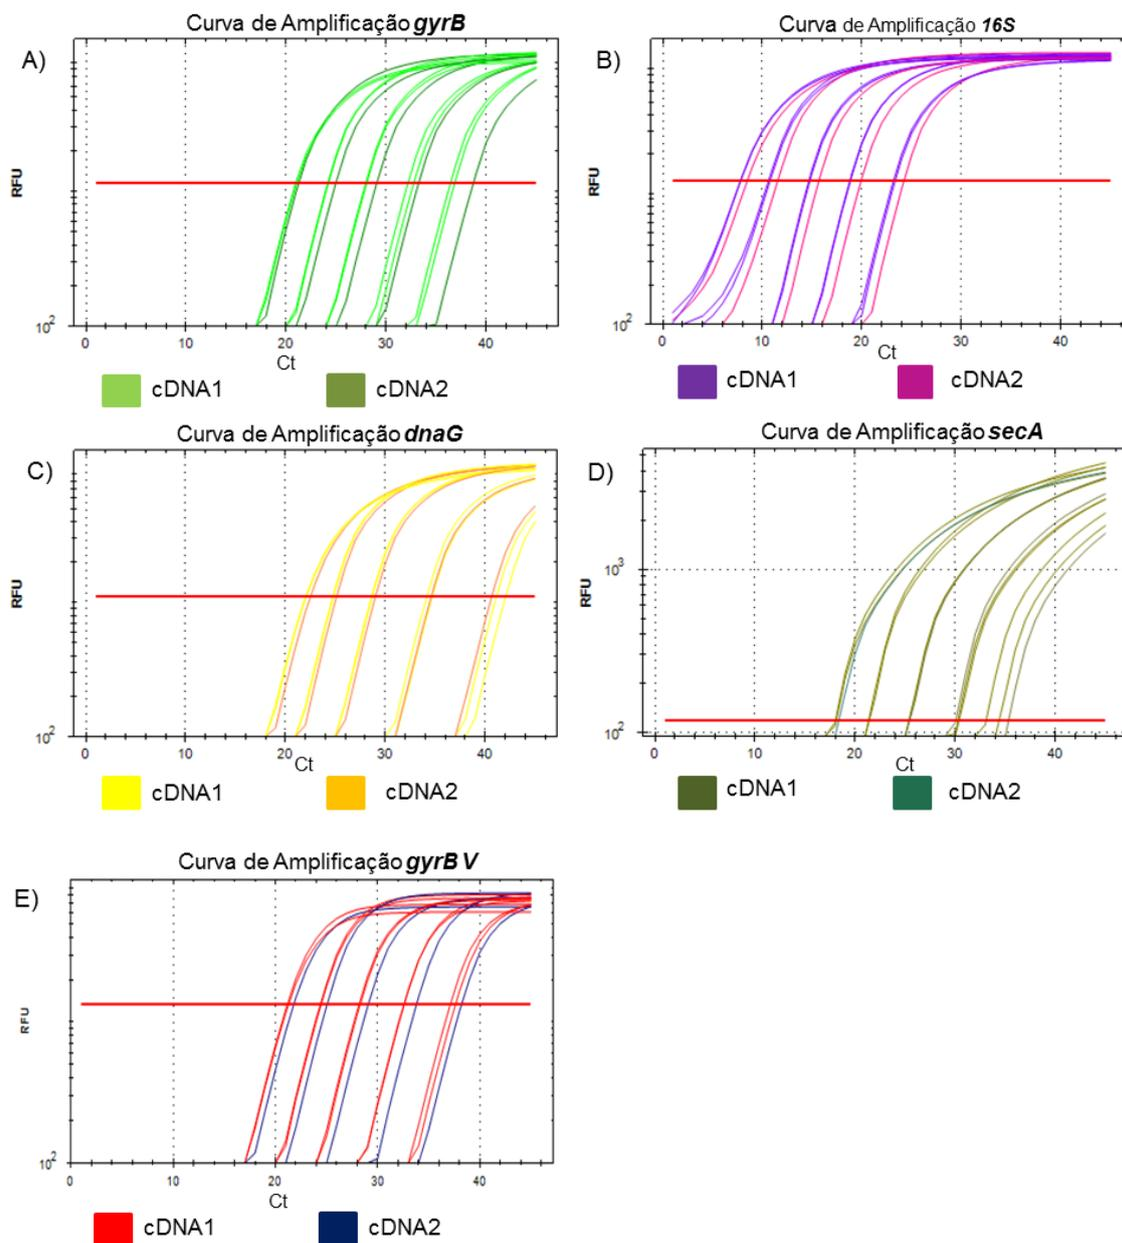 Curva de Amplificação gyrB
A)
RFU
10²
0 10 20 30 40
Ct
cDNA1 cDNA2
Curva de Amplificação 16S
B)
RFU
10²
0 10 20 30 40
Ct
cDNA1 cDNA2
Curva de Amplificação dnaG
C)
RFU
10²
0 10 20 30 40
Ct
cDNA1 cDNA2
Curva de Amplificação secA
D)
RFU
10³
10²
0 10 20 30 40
Ct
cDNA1 cDNA2
Curva de Amplificação gyrB V
E)
RFU
10²
0 10 20 30 40
Ct
cDNA1 cDNA2